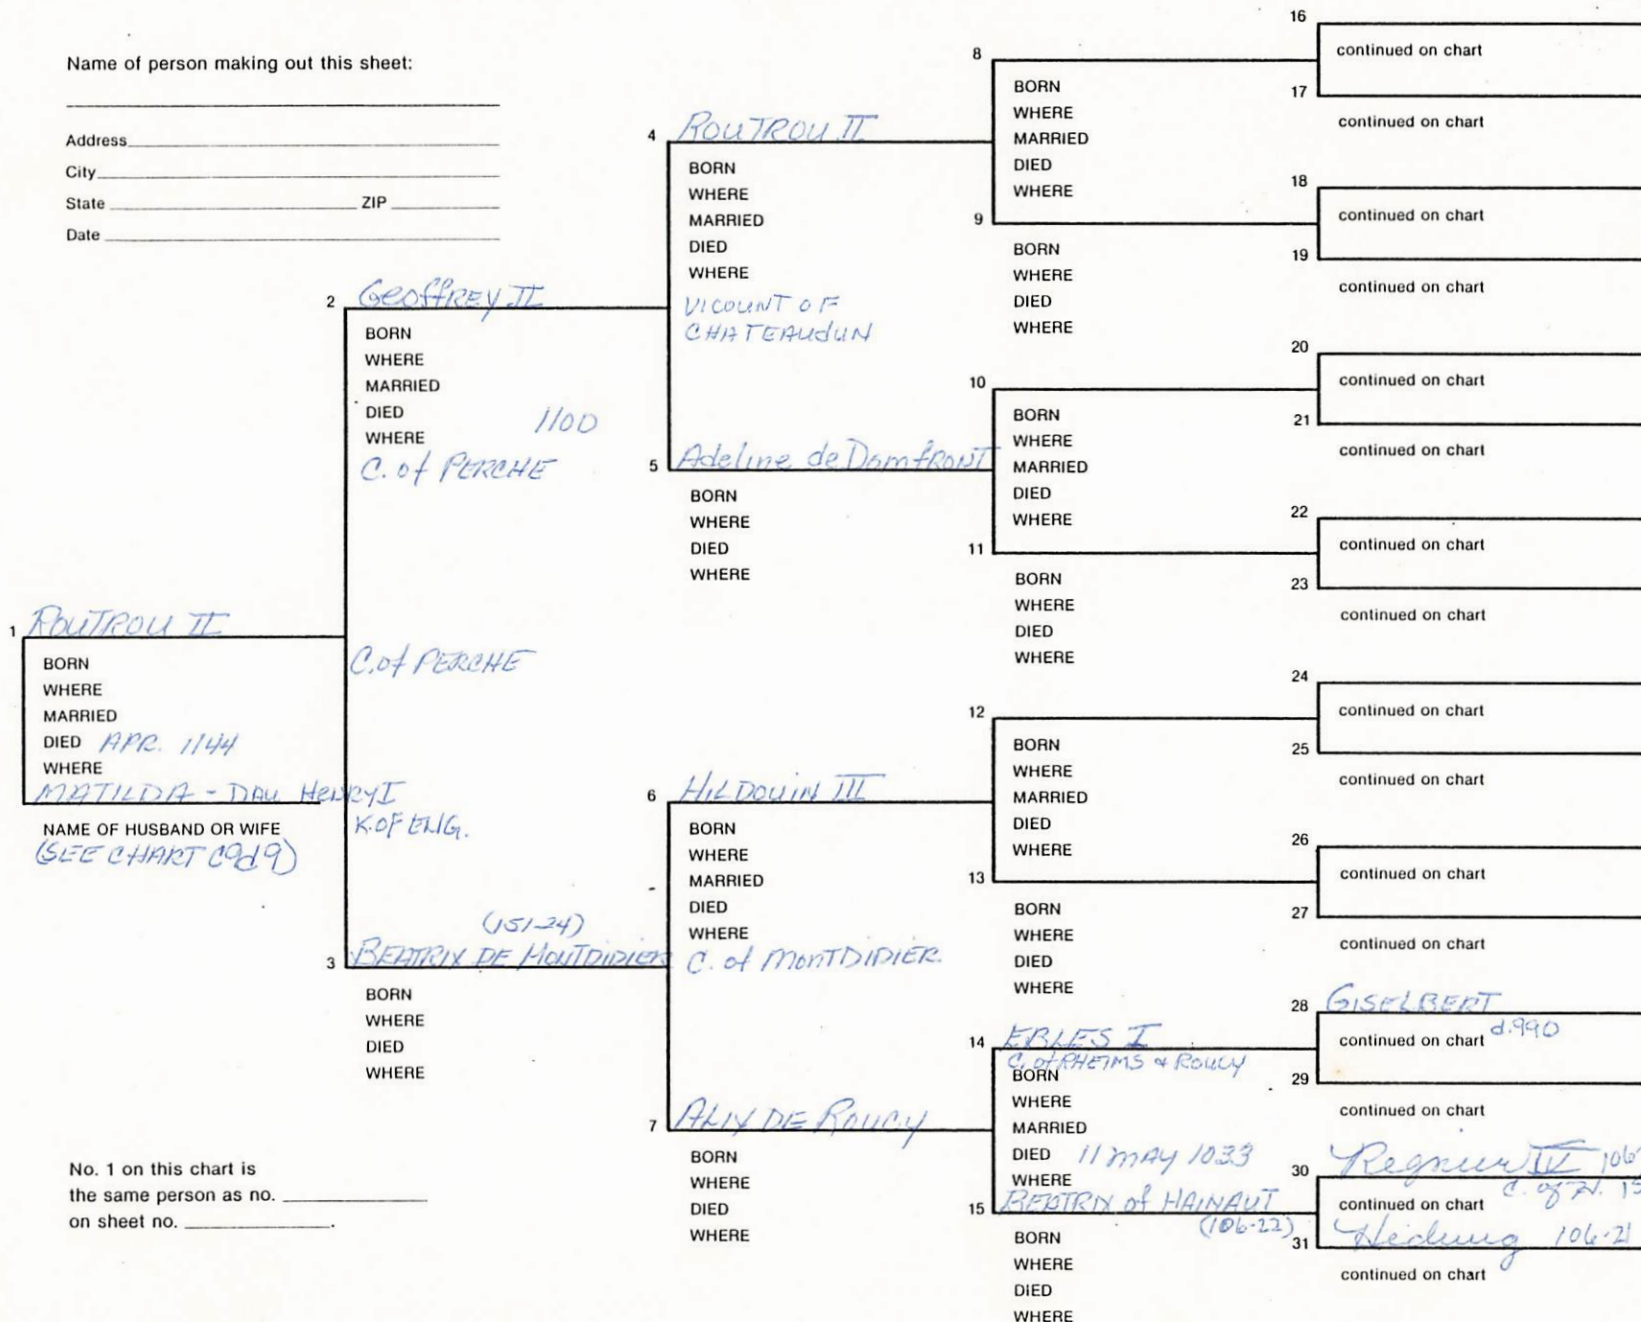 Name of person making out this sheet:
Address
City
State ZIP
Date
1 ROUTROU II
BORN
WHERE
MARRIED
DIED APR. 1144
WHERE
MATILDA - DAU HENRY I
K. OF ENG.
NAME OF HUSBAND OR WIFE
(SEE CHART C9d9)
No. 1 on this chart is
the same person as no.
on sheet no. .
2 GEOFFREY II
BORN
WHERE
MARRIED
DIED
WHERE 1100
C. of PERCHE
C. of PERCHE
(151-24)
3 BEATRIX DE MONTDIDIER
BORN
WHERE
DIED
WHERE
4 ROUTROU II
BORN
WHERE
MARRIED
DIED
WHERE
VICOUNT OF
CHATEAUdUN
5 Adeline de DomfRONT
BORN
WHERE
DIED
WHERE
6 HILDOUIN III
BORN
WHERE
MARRIED
DIED
WHERE
C. of MONTDIDIER
7 ALIX DE ROUCY
BORN
WHERE
DIED
WHERE
8
BORN
WHERE
MARRIED
DIED
WHERE
9
BORN
WHERE
DIED
WHERE
10
BORN
WHERE
MARRIED
DIED
WHERE
11
BORN
WHERE
DIED
WHERE
12
BORN
WHERE
MARRIED
DIED
WHERE
13
BORN
WHERE
DIED
WHERE
14 EBLES I
C. of RHEIMS & ROUCY
BORN
WHERE
MARRIED
DIED 11 MAY 1033
WHERE
15 BEATRIX of HAINAUT
(106-22)
BORN
WHERE
DIED
WHERE
16
continued on chart
17
continued on chart
18
continued on chart
19
continued on chart
20
continued on chart
21
continued on chart
22
continued on chart
23
continued on chart
24
continued on chart
25
continued on chart
26
continued on chart
27
continued on chart
28 GISELBERT
d. 990
continued on chart
29
continued on chart
30 Regnier IV 106-
C. of H. 15
continued on chart
31 Hedwig 106-21
continued on chart